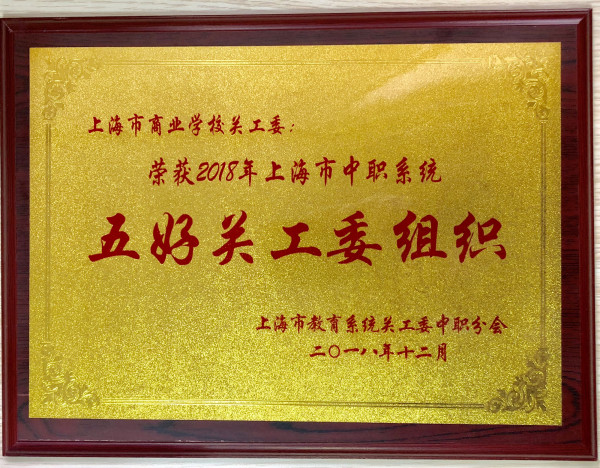 上海市商业学校关工委：
荣获2018年上海市中职系统
五好关工委组织
上海市教育系统关工委中职分会
二〇一八年十二月